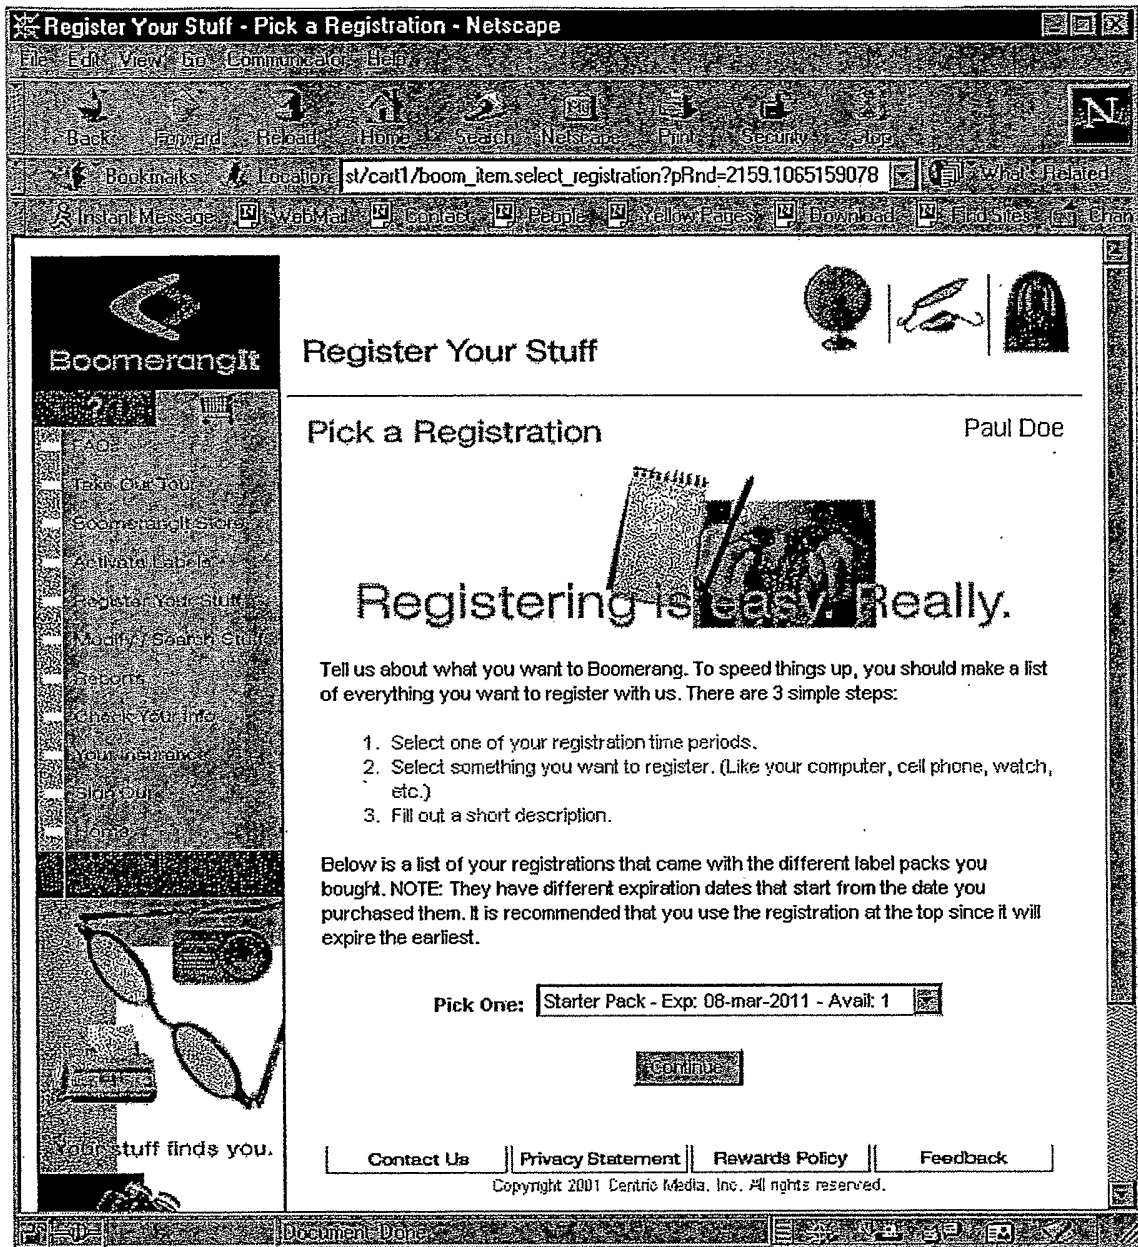 Register Your Stuff - Pick a Registration - Netscape
File Edit View Go Communicator Help
Back Forward Reload Home Search Netscape Print Security Stop
Bookmarks Location: st/cart1/boom_item.select_registration?pRnd=2159.1065159078 What's Related
Instant Message WebMail Contact People Yellow Pages Download Find Sites Chan
BoomerangIt
Register Your Stuff
?
Pick a Registration
Paul Doe
FAQs
Take Our Tour
BoomerangIt Store
Activate Labels
Register Your Stuff
Modify / Search Stuff
Reports
Check Your Info
Your Insurance
Sign Out
Home
Registering is easy. Really.
Tell us about what you want to Boomerang. To speed things up, you should make a list
of everything you want to register with us. There are 3 simple steps:
1. Select one of your registration time periods.
2. Select something you want to register. (Like your computer, cell phone, watch,
etc.)
3. Fill out a short description.
Below is a list of your registrations that came with the different label packs you
bought. NOTE: They have different expiration dates that start from the date you
purchased them. It is recommended that you use the registration at the top since it will
expire the earliest.
Pick One: Starter Pack - Exp: 08-mar-2011 - Avail: 1
Continue
Your stuff finds you.
Contact Us Privacy Statement Rewards Policy Feedback
Copyright 2001 Centric Media, Inc. All rights reserved.
Document: Done